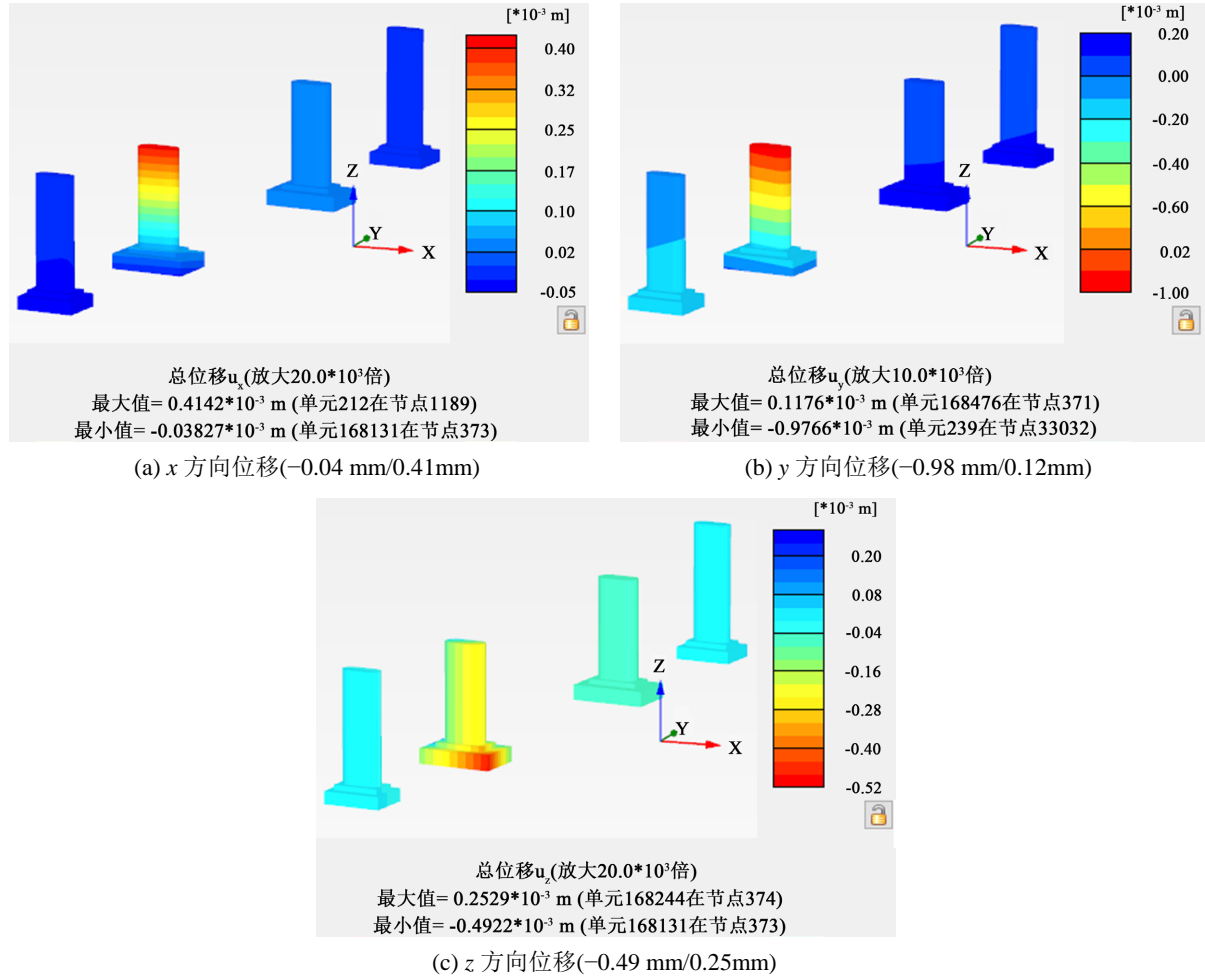 [*10⁻³ m]
0.40
0.32
0.25
0.17
0.10
0.02
-0.05
Z
Y
X
总位移uₓ(放大20.0*10³倍)
最大值= 0.4142*10⁻³ m (单元212在节点1189)
最小值= -0.03827*10⁻³ m (单元168131在节点373)
(a) x 方向位移(−0.04 mm/0.41mm)
[*10⁻³ m]
0.20
0.00
-0.20
-0.40
-0.60
0.02
-1.00
Z
Y
X
总位移u_y(放大10.0*10³倍)
最大值= 0.1176*10⁻³ m (单元168476在节点371)
最小值= -0.9766*10⁻³ m (单元239在节点33032)
(b) y 方向位移(−0.98 mm/0.12mm)
[*10⁻³ m]
0.20
0.08
-0.04
-0.16
-0.28
-0.40
-0.52
Z
Y
X
总位移u_z(放大20.0*10³倍)
最大值= 0.2529*10⁻³ m (单元168244在节点374)
最小值= -0.4922*10⁻³ m (单元168131在节点373)
(c) z 方向位移(−0.49 mm/0.25mm)